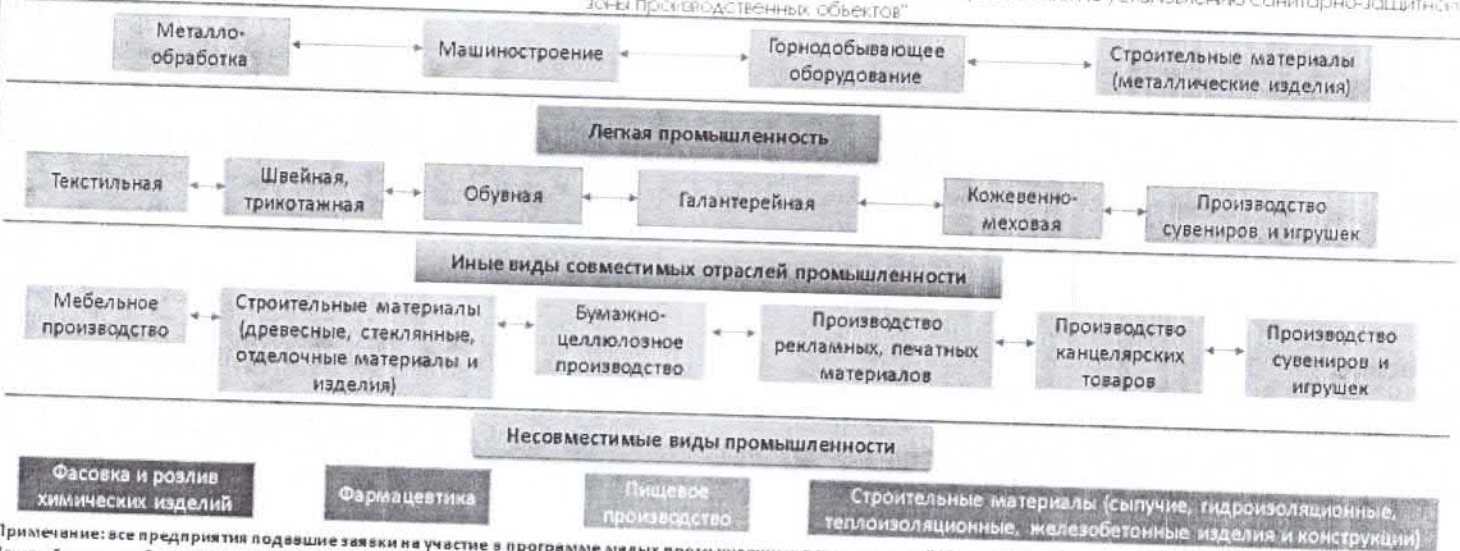 установлению санитарно-защитной
зоны производственных объектов"
Металло-
обработка
Машиностроение
Горнодобывающее
оборудование
Строительные материалы
(металлические изделия)
Легкая промышленность
Текстильная
Швейная,
трикотажная
Обувная
Галантерейная
Кожевенно-
меховая
Производство
сувениров и игрушек
Иные виды совместимых отраслей промышленности
Мебельное
производство
Строительные материалы
(древесные, стеклянные,
отделочные материалы и
изделия)
Бумажно-
целлюлозное
производство
Производство
рекламных, печатных
материалов
Производство
канцелярских
товаров
Производство
сувениров и
игрушек
Несовместимые виды промышленности
Фасовка и розлив
химических изделий
Фармацевтика
Пищевое
производство
Строительные материалы (сыпучие, гидроизоляционные,
теплоизоляционные, железобетонные изделия и конструкции)
Примечание: все предприятия подавшие заявки на участие в программе малых